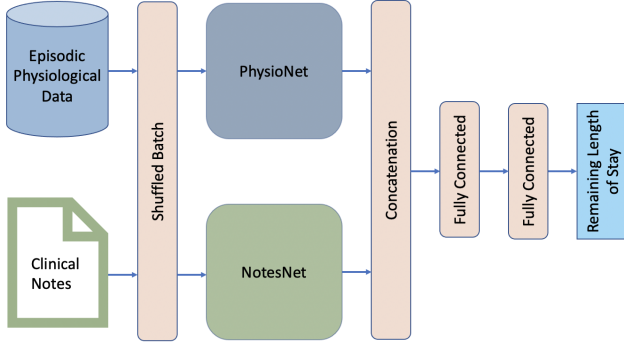 Episodic
Physiological
Data
Clinical
Notes
Shuffled Batch
PhysioNet
NotesNet
Concatenation
Fully Connected
Fully Connected
Remaining Length
of Stay